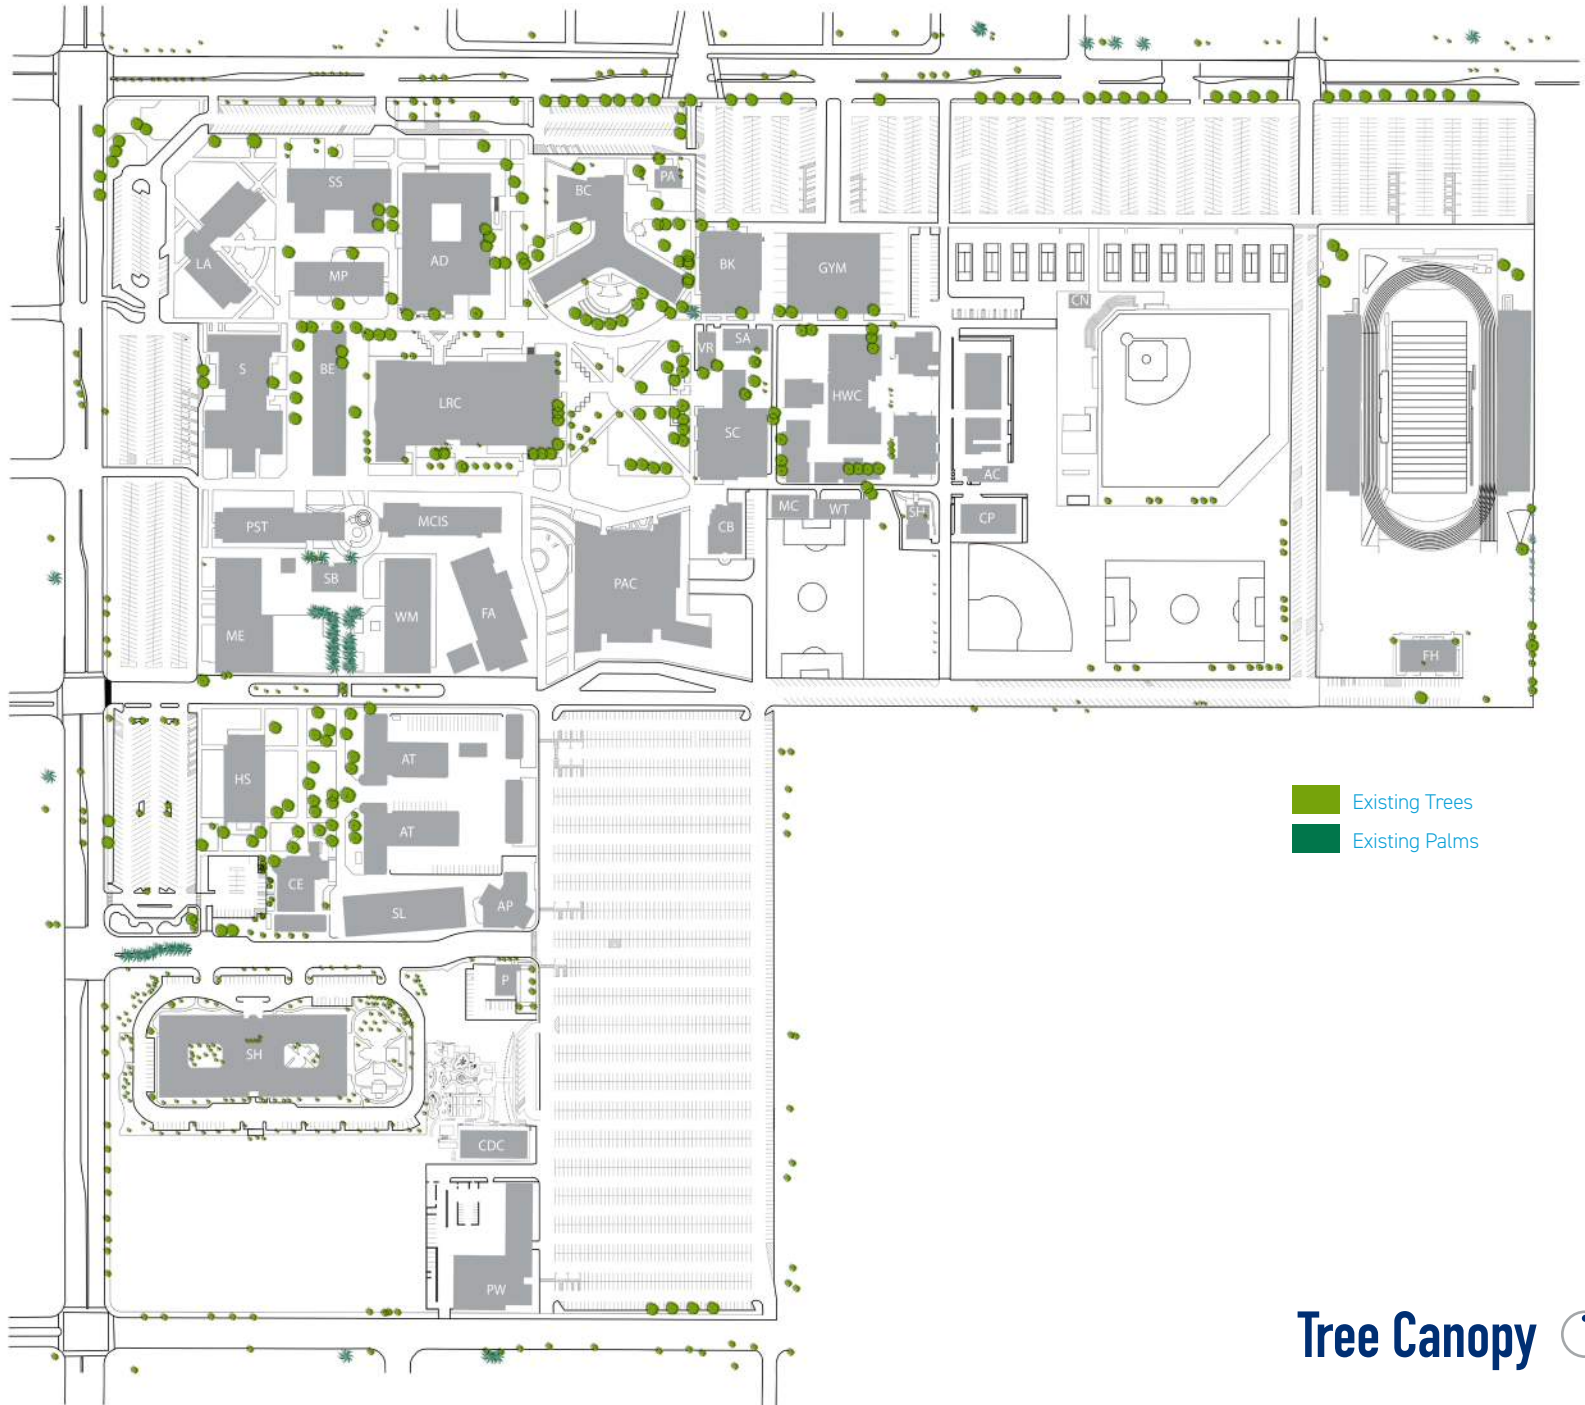 SS
PA
BC
LA
MP
AD
BK
GYM
CN
VR
SA
S
BE
LRC
HWC
SC
AC
MC
WT
SH
CP
PST
MCIS
CB
SB
PAC
ME
WM
FA
FH
HS
AT
AT
Existing Trees
Existing Palms
CE
SL
AP
P
SH
CDC
PW
Tree Canopy